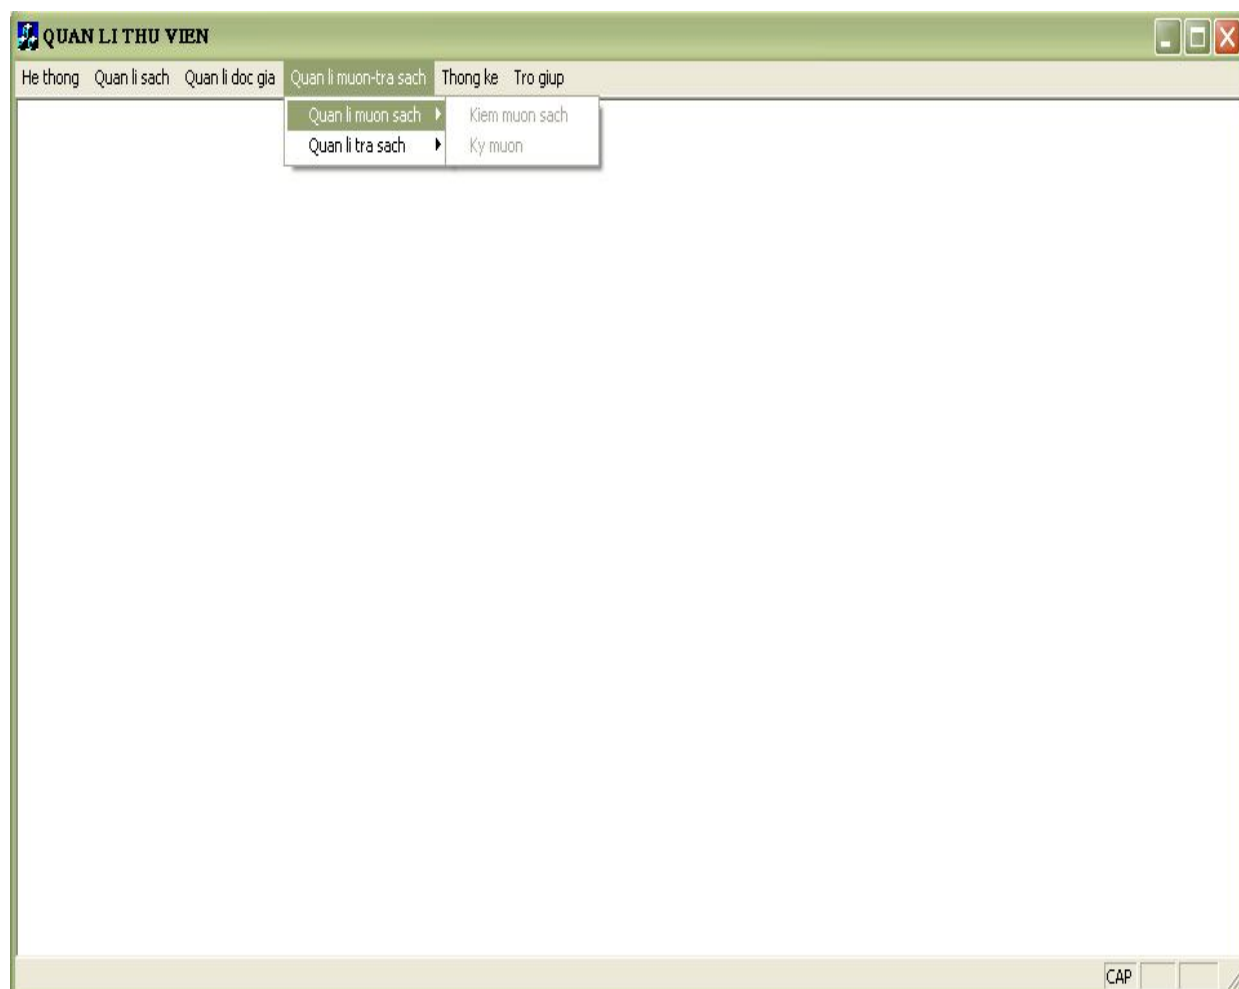 QUAN LI THU VIEN
He thong Quan li sach Quan li doc gia Quan li muon-tra sach Thong ke Tro giup
Quan li muon sach Kiem muon sach
Quan li tra sach Ky muon
CAP